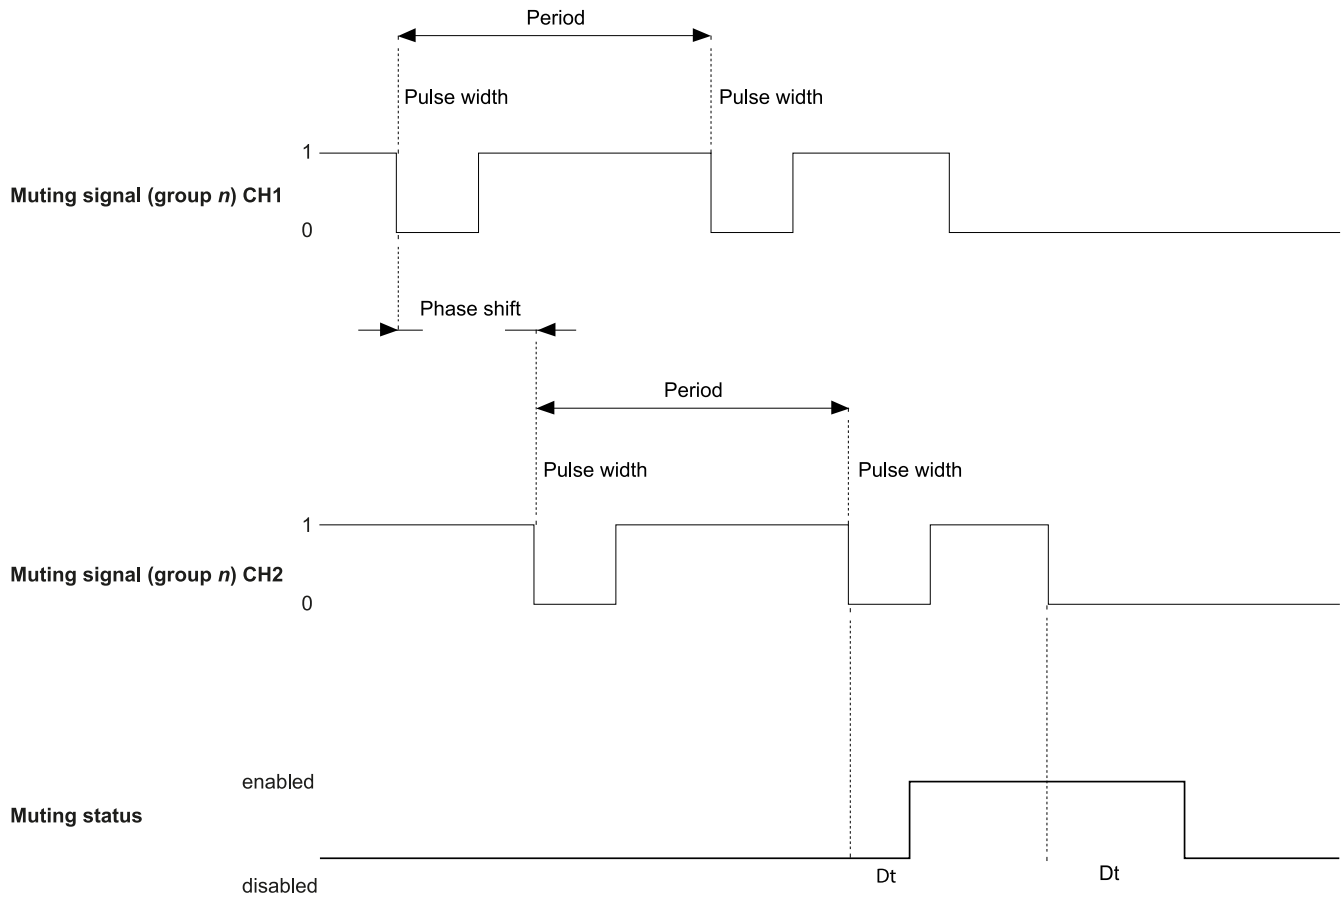 Period
Pulse width
Pulse width
1
Muting signal (group n) CH1
0
Phase shift
Period
Pulse width
Pulse width
1
Muting signal (group n) CH2
0
enabled
Muting status
Dt
Dt
disabled